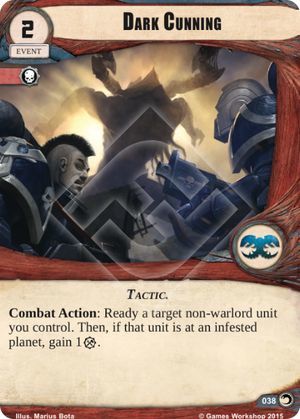 2
EVENT
DARK CUNNING
TACTIC.
Combat Action: Ready a target non-warlord unit
you control. Then, if that unit is at an infested
planet, gain 1.
038
Illus. Marius Bota
© Games Workshop 2015